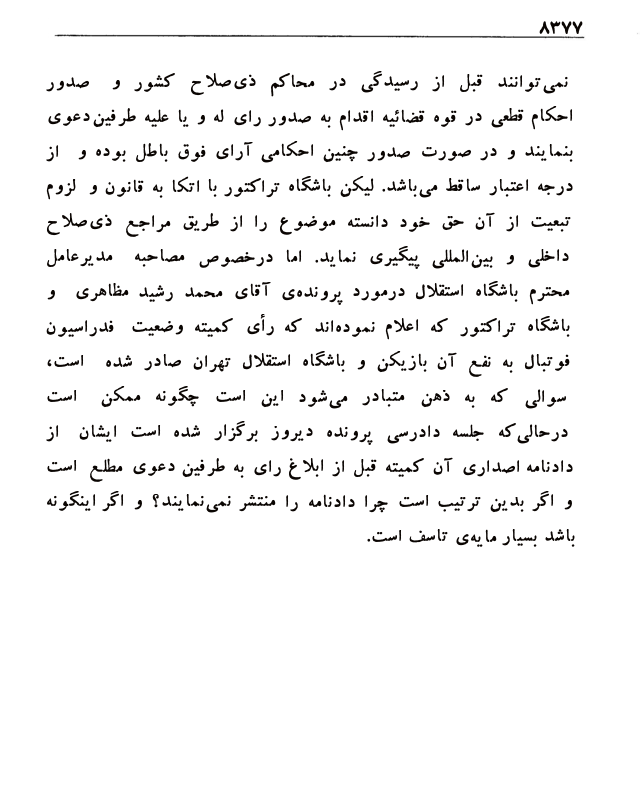 ۸۳۷۷
نمی‌توانند قبل از رسیدگی در محاکم ذی‌صلاح کشور و صدور
احکام قطعی در قوه قضائیه اقدام به صدور رای له و یا علیه طرفین دعوی
بنمایند و در صورت صدور چنین احکامی آرای فوق باطل بوده و از
درجه اعتبار ساقط می‌باشد. لیکن باشگاه تراکتور با اتکا به قانون و لزوم
تبعیت از آن حق خود دانسته موضوع را از طریق مراجع ذی‌صلاح
داخلی و بین‌المللی پیگیری نماید. اما درخصوص مصاحبه مدیرعامل
محترم باشگاه استقلال درمورد پرونده‌ی آقای محمد رشید مظاهری و
باشگاه تراکتور که اعلام نموده‌اند که رأی کمیته وضعیت فدراسیون
فوتبال به نفع آن بازیکن و باشگاه استقلال تهران صادر شده است،
سوالی که به ذهن متبادر می‌شود این است چگونه ممکن است
درحالی‌که جلسه دادرسی پرونده دیروز برگزار شده است ایشان از
دادنامه اصداری آن کمیته قبل از ابلاغ رای به طرفین دعوی مطلع است
و اگر بدین ترتیب است چرا دادنامه را منتشر نمی‌نمایند؟ و اگر اینگونه
باشد بسیار مایه‌ی تاسف است.